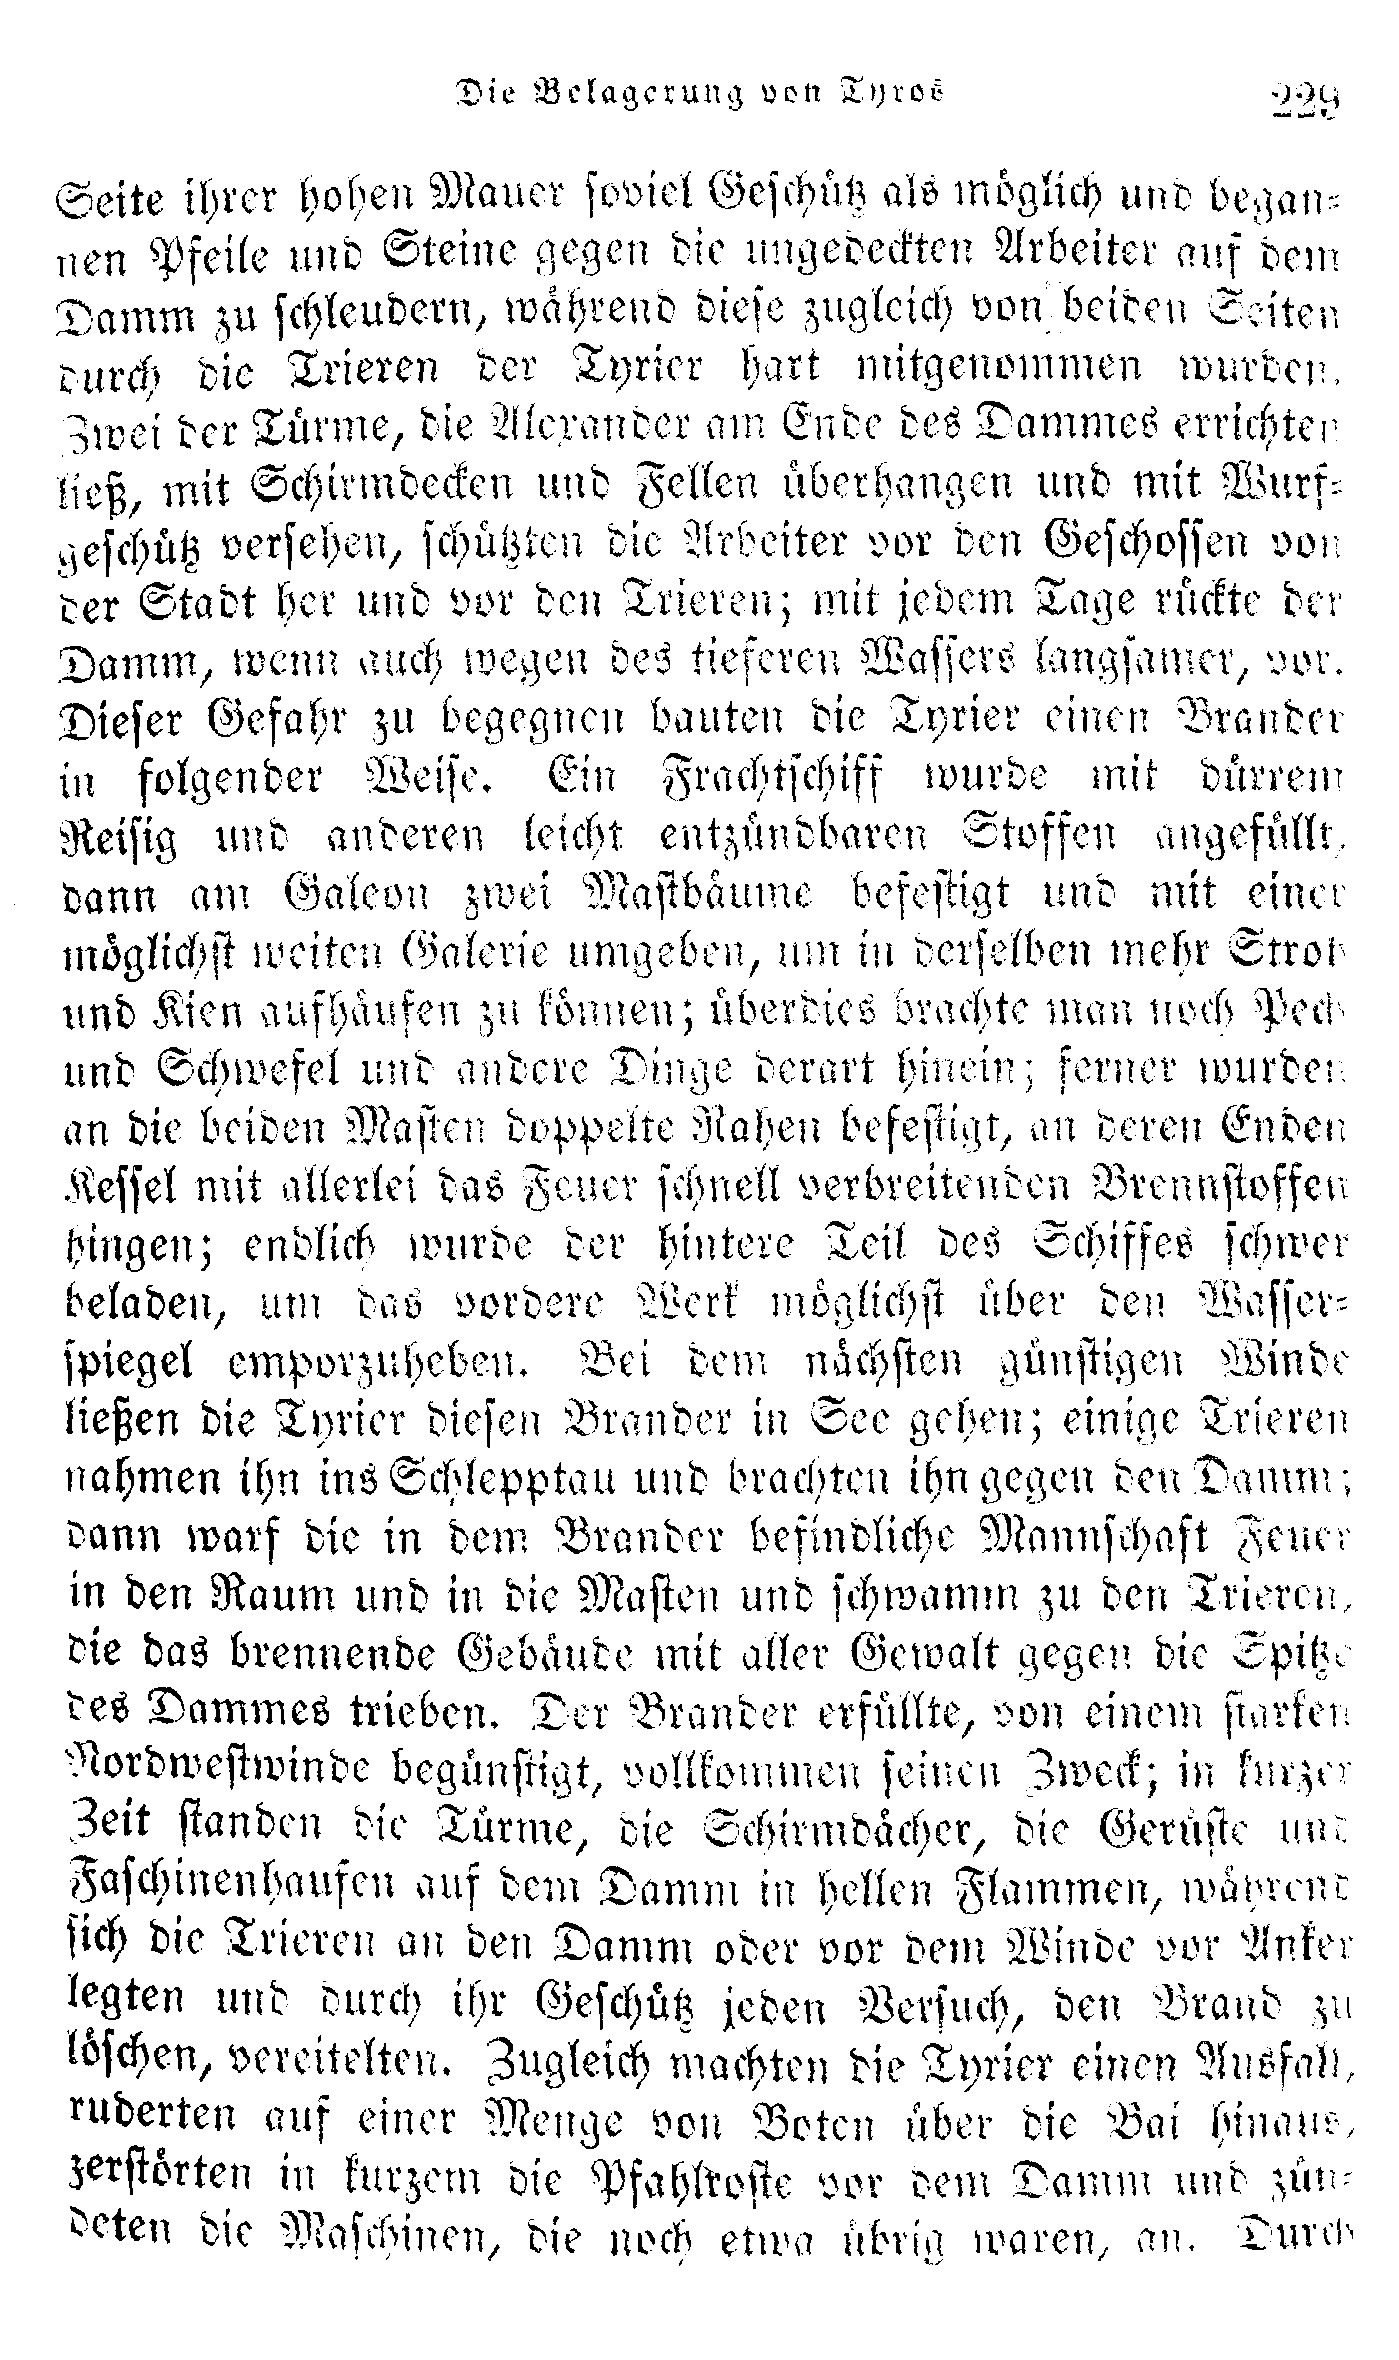 Die Belagerung von Tyros
229
Seite ihrer hohen Mauer soviel Geschütz als möglich und began-
nen Pfeile und Steine gegen die ungedeckten Arbeiter auf dem
Damm zu schleudern, während diese zugleich von beiden Seiten
durch die Trieren der Tyrier hart mitgenommen wurden.
Zwei der Türme, die Alexander am Ende des Dammes errichten
ließ, mit Schirmdecken und Fellen überhangen und mit Wurf-
geschütz versehen, schützten die Arbeiter vor den Geschossen von
der Stadt her und vor den Trieren; mit jedem Tage rückte der
Damm, wenn auch wegen des tieferen Wassers langsamer, vor.
Dieser Gefahr zu begegnen bauten die Tyrier einen Brander
in folgender Weise. Ein Frachtschiff wurde mit dürrem
Reisig und anderen leicht entzündbaren Stoffen angefüllt,
dann am Galeon zwei Mastbäume befestigt und mit einer
möglichst weiten Galerie umgeben, um in derselben mehr Stroh
und Kien aufhäufen zu können; überdies brachte man noch Pech
und Schwefel und andere Dinge derart hinein; ferner wurden
an die beiden Masten doppelte Rahen befestigt, an deren Enden
Kessel mit allerlei das Feuer schnell verbreitenden Brennstoffen
hingen; endlich wurde der hintere Teil des Schiffes schwer
beladen, um das vordere Werk möglichst über den Wasser-
spiegel emporzuheben. Bei dem nächsten günstigen Winde
ließen die Tyrier diesen Brander in See gehen; einige Trieren
nahmen ihn ins Schlepptau und brachten ihn gegen den Damm;
dann warf die in dem Brander befindliche Mannschaft Feuer
in den Raum und in die Masten und schwamm zu den Trieren,
die das brennende Gebäude mit aller Gewalt gegen die Spitze
des Dammes trieben. Der Brander erfüllte, von einem starken
Nordwestwinde begünstigt, vollkommen seinen Zweck; in kurzer
Zeit standen die Türme, die Schirmdächer, die Gerüste und
Faschinenhaufen auf dem Damm in hellen Flammen, während
sich die Trieren an den Damm oder vor dem Winde vor Anker
legten und durch ihr Geschütz jeden Versuch, den Brand zu
löschen, vereitelten. Zugleich machten die Tyrier einen Ausfall,
ruderten auf einer Menge von Boten über die Bai hinaus,
zerstörten in kurzem die Pfahlroste vor dem Damm und zün-
deten die Maschinen, die noch etwa übrig waren, an. Durch